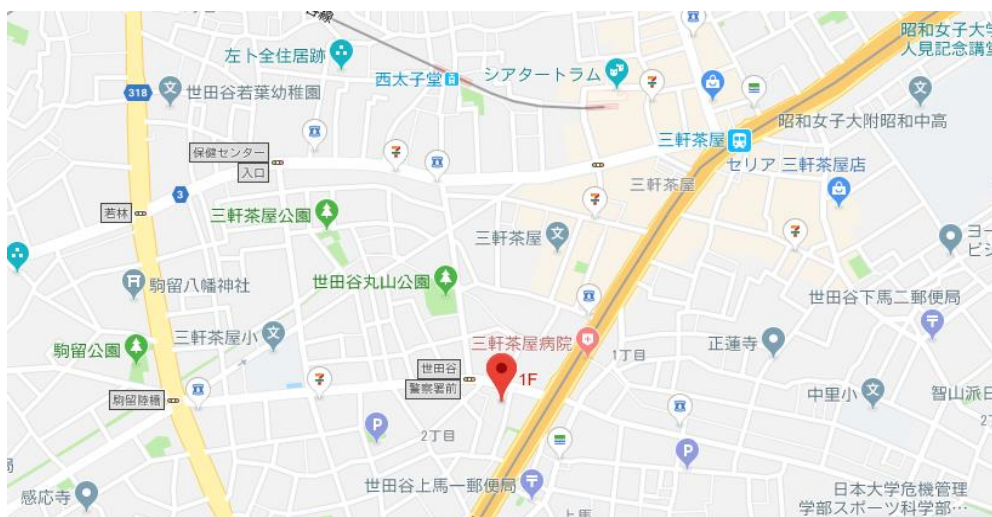 昭和女子大学
人見記念講堂
左卜全住居跡
シアタートラム
西太子堂
318
世田谷若葉幼稚園
昭和女子大附昭和中高
三軒茶屋
保健センター
入口
セリア 三軒茶屋店
三軒茶屋
3
若林
三軒茶屋公園
三軒茶屋
ヨー
ビシ
駒留八幡神社
世田谷丸山公園
世田谷下馬二郵便局
三軒茶屋小
三軒茶屋病院
正蓮寺
駒留公園
1丁目
世田谷
警察署前
1F
中里小
智山派
駒留陸橋
2丁目
世田谷上馬一郵便局
感応寺
日本大学危機管理
学部スポーツ科学部…
上馬